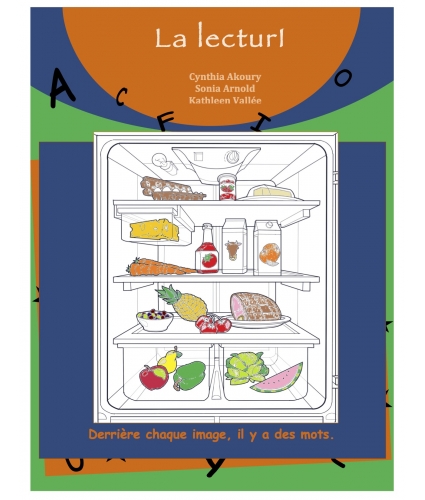 La lecturl
Cynthia Akoury
Sonia Arnold
Kathleen Vallée
A
C
F
I
O
Derrière chaque image, il y a des mots.
U
y